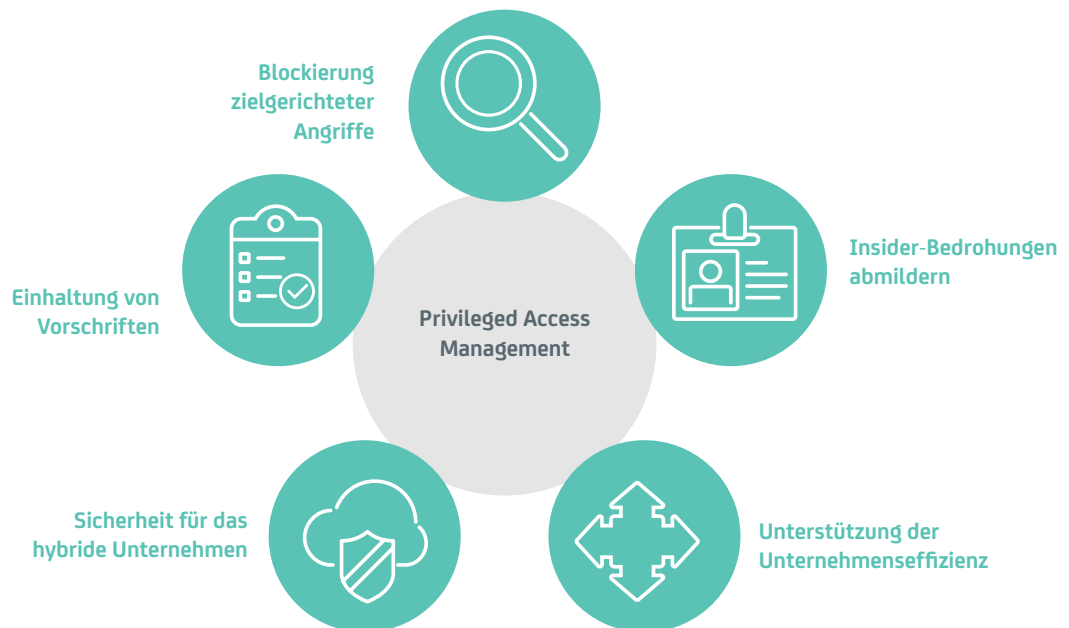 Blockierung
zielgerichteter
Angriffe
Insider-Bedrohungen
abmildern
Einhaltung von
Vorschriften
Privileged Access
Management
Sicherheit für das
hybride Unternehmen
Unterstützung der
Unternehmenseffizienz